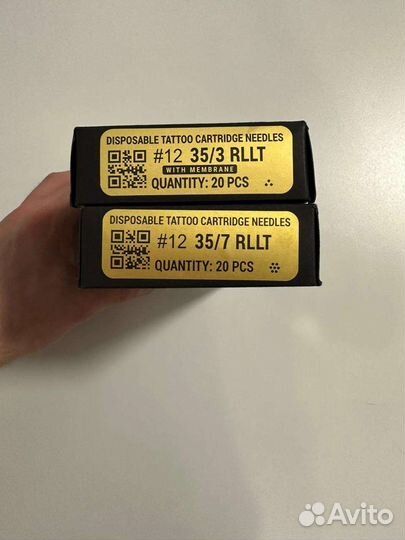 DISPOSABLE TATTOO CARTRIDGE NEEDLES
#12 35/3 RLLT
WITH MEMBRANE
QUANTITY: 20 PCS
DISPOSABLE TATTOO CARTRIDGE NEEDLES
#12 35/7 RLLT
QUANTITY: 20 PCS
Avito